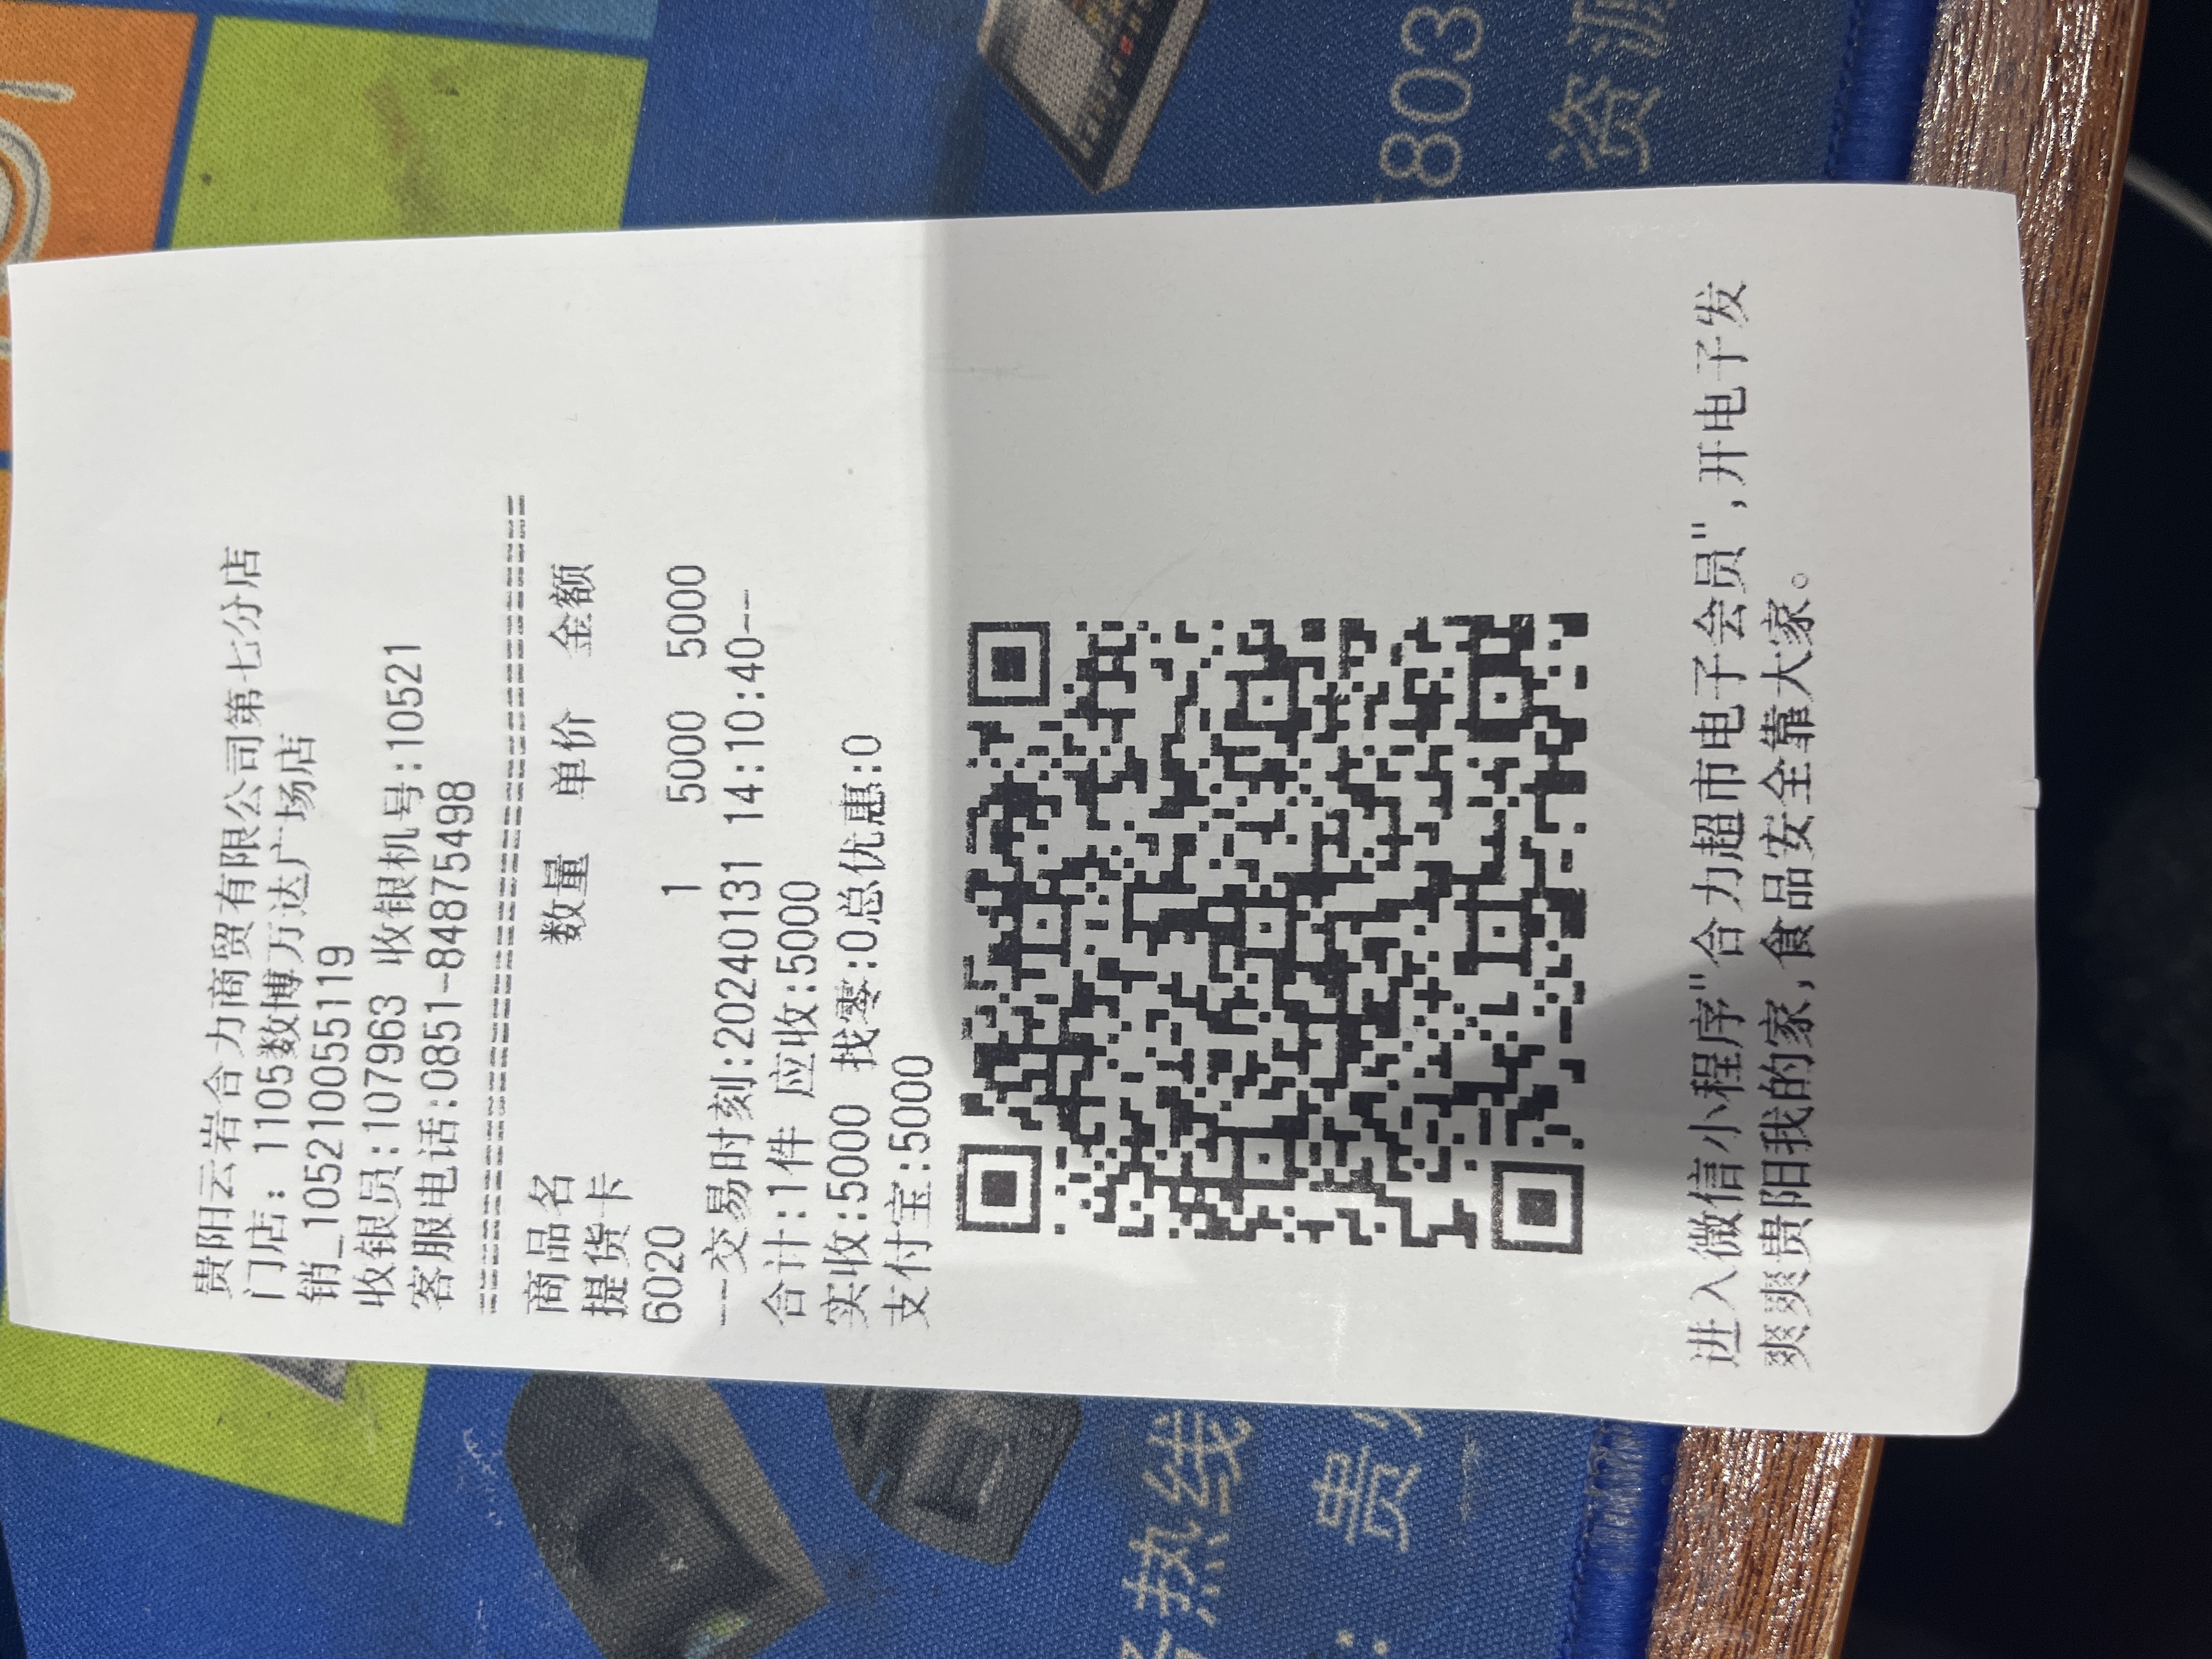 贵阳云岩合力商贸有限公司第七分店
门店：1105数博万达广场店
销_105210055119
收银员:107963 收银机号:10521
客服电话:0851-84875498
商品名 数量 单价 金额
提货卡
6020 1 5000 5000
--交易时刻:20240131 14:10:40--
合计:1件 应收:5000
实收:5000 找零:0总优惠:0
支付宝:5000
进入微信小程序"合力超市电子会员",开电子发
爽爽贵阳我的家,食品安全靠大家。
热线
803
贵
资源